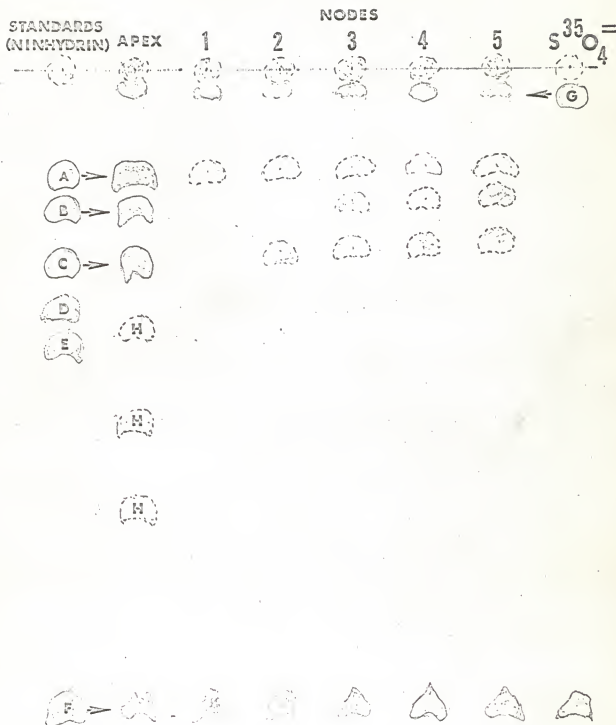 NODES
STANDARDS
(NINHYDRIN) APEX 1 2 3 4 5 S³⁵O₄⁼
G
A
B
C
D
E
H
H
H
F